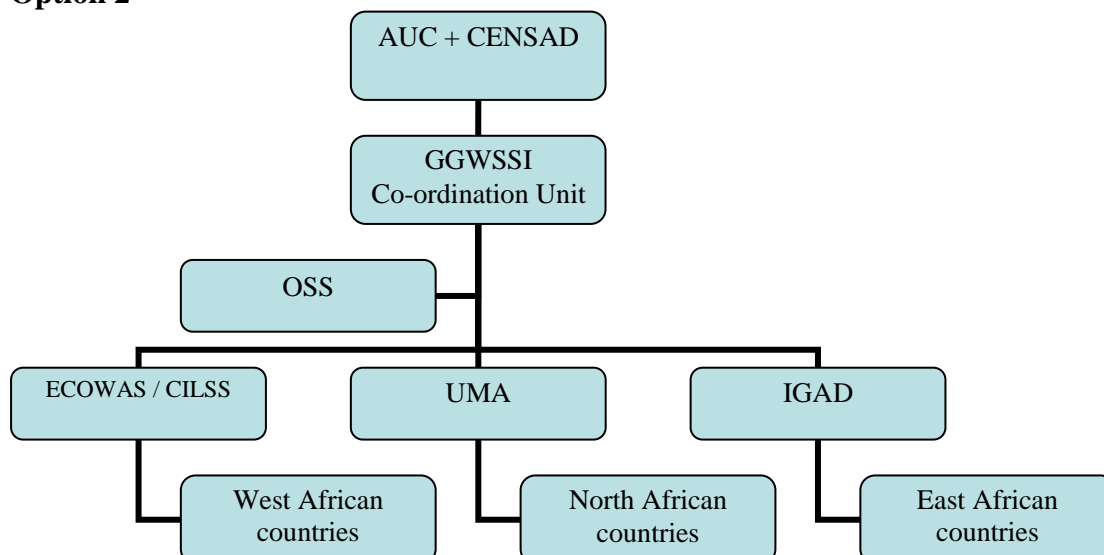 Option 2
AUC + CENSAD
GGWSSI
Co-ordination Unit
OSS
ECOWAS / CILSS
UMA
IGAD
West African
countries
North African
countries
East African
countries